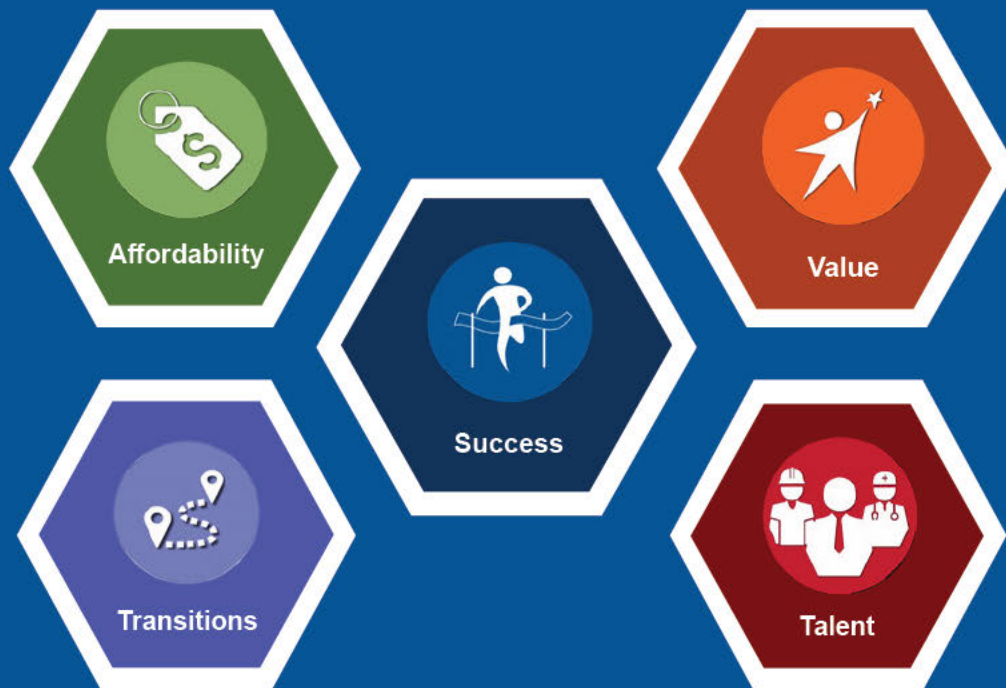 Affordability
Value
Success
Transitions
Talent